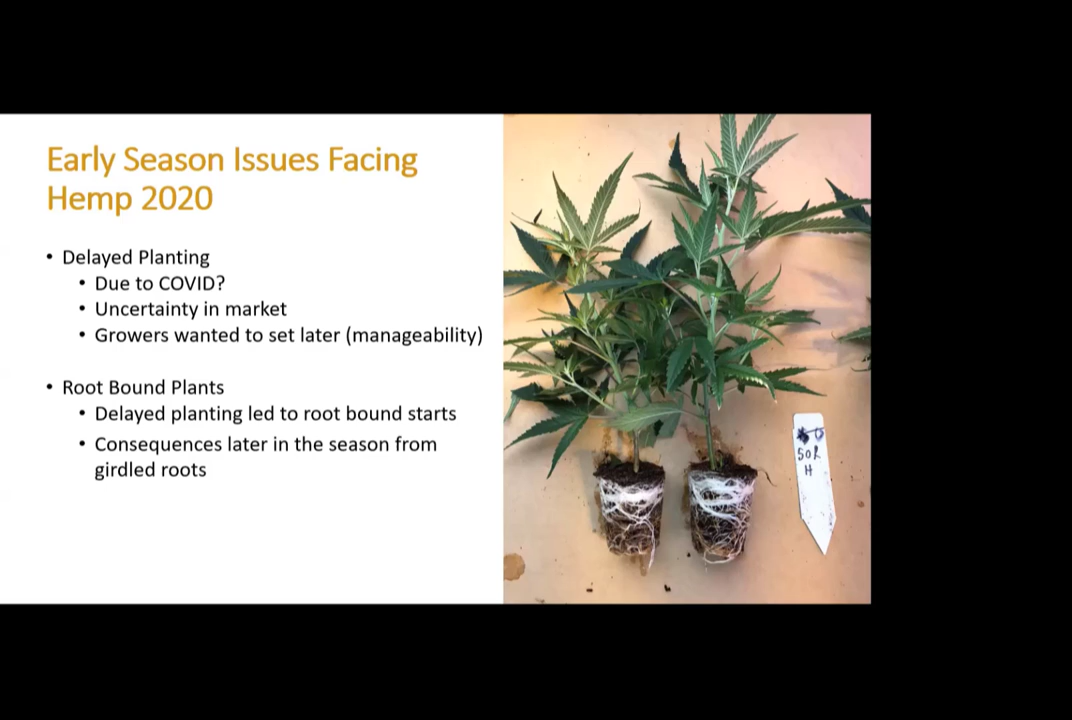 Early Season Issues Facing
Hemp 2020
• Delayed Planting
• Due to COVID?
• Uncertainty in market
• Growers wanted to set later (manageability)
• Root Bound Plants
• Delayed planting led to root bound starts
• Consequences later in the season from
girdled roots
H